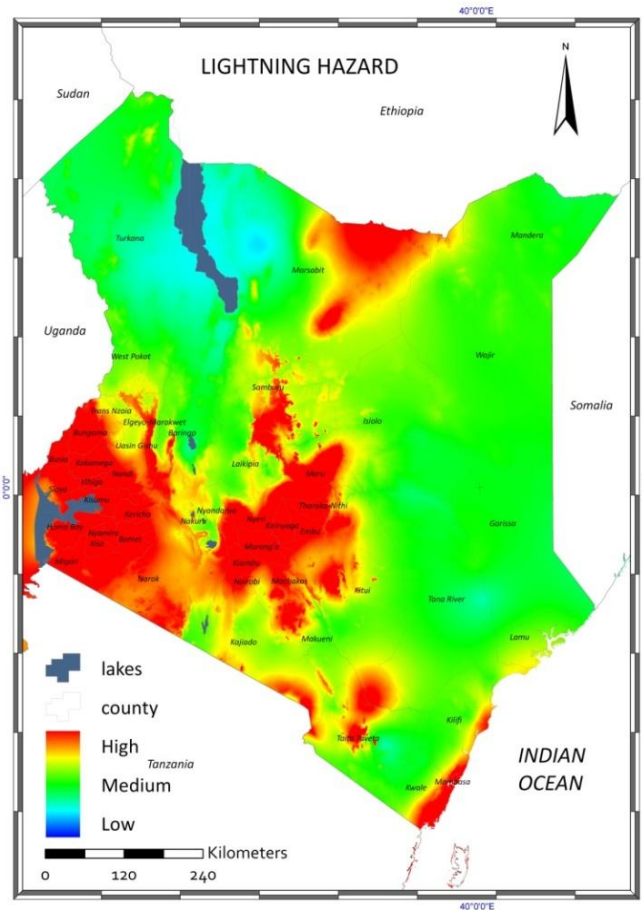 40°0'0"E
LIGHTNING HAZARD
N
Sudan
Ethiopia
Turkana
Mandera
Marsabit
Uganda
Wajir
West Pokot
Samburu
Somalia
Trans Nzoia
Elgeyo-Marakwet
Isiolo
Bungoma
Baringo
Uasin Gishu
Busia
Kakamega
Laikipia
Meru
Nandi
Vihiga
0°0'0"
Siaya
Kisumu
Nyandarua
Tharaka-Nithi
Kericho
Nakuru
Nyeri
Garissa
Homa Bay
Kirinyaga
Nyamira
Embu
Kisii
Bomet
Murang'a
Migori
Kiambu
Narok
Nairobi
Machakos
Kitui
Tana River
Kajiado
Makueni
Lamu
lakes
county
Kilifi
Taita Taveta
High
INDIAN
OCEAN
Tanzania
Medium
Kwale
Mombasa
Low
Kilometers
0
120
240
40°0'0"E